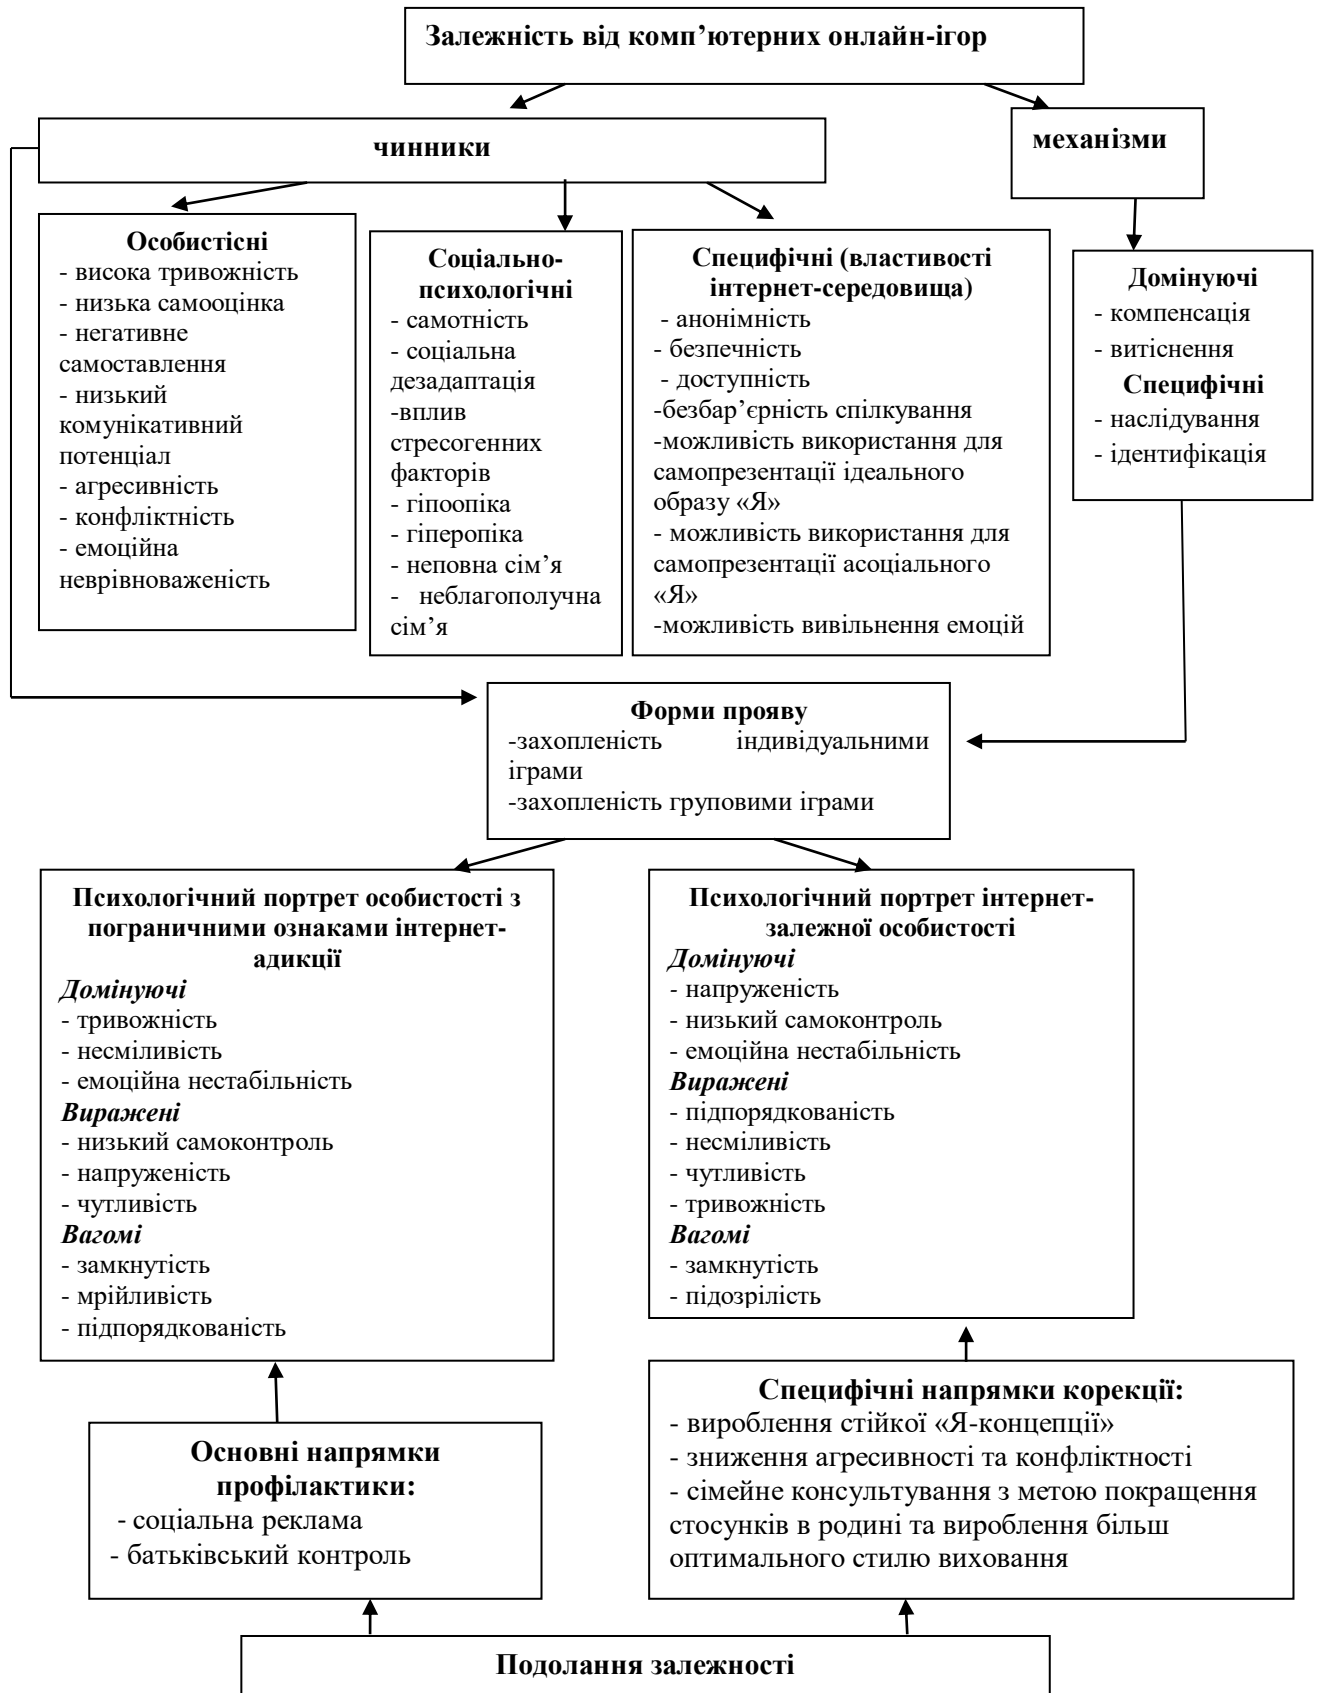 Залежність від комп’ютерних онлайн-ігор
чинники
механізми
Особистісні
- висока тривожність
- низька самооцінка
- негативне
самоставлення
- низький
комунікативний
потенціал
- агресивність
- конфліктність
- емоційна
неврівноваженість
Соціально-
психологічні
- самотність
- соціальна
дезадаптація
-вплив
стресогенних
факторів
- гіпоопіка
- гіперопіка
- неповна сім’я
- неблагополучна
сім’я
Специфічні (властивості
інтернет-середовища)
- анонімність
- безпечність
- доступність
-безбар’єрність спілкування
-можливість використання для
самопрезентації ідеального
образу «Я»
- можливість використання для
самопрезентації асоціального
«Я»
-можливість вивільнення емоцій
Домінуючі
- компенсація
- витіснення
Специфічні
- наслідування
- ідентифікація
Форми прояву
-захопленість індивідуальними
іграми
-захопленість груповими іграми
Психологічний портрет особистості з
пограничними ознаками інтернет-
адикції
Домінуючі
- тривожність
- несміливість
- емоційна нестабільність
Виражені
- низький самоконтроль
- напруженість
- чутливість
Вагомі
- замкнутість
- мрійливість
- підпорядкованість
Психологічний портрет інтернет-
залежної особистості
Домінуючі
- напруженість
- низький самоконтроль
- емоційна нестабільність
Виражені
- підпорядкованість
- несміливість
- чутливість
- тривожність
Вагомі
- замкнутість
- підозрілість
Основні напрямки
профілактики:
- соціальна реклама
- батьківський контроль
Специфічні напрямки корекції:
- вироблення стійкої «Я-концепції»
- зниження агресивності та конфліктності
- сімейне консультування з метою покращення
стосунків в родині та вироблення більш
оптимального стилю виховання
Подолання залежності